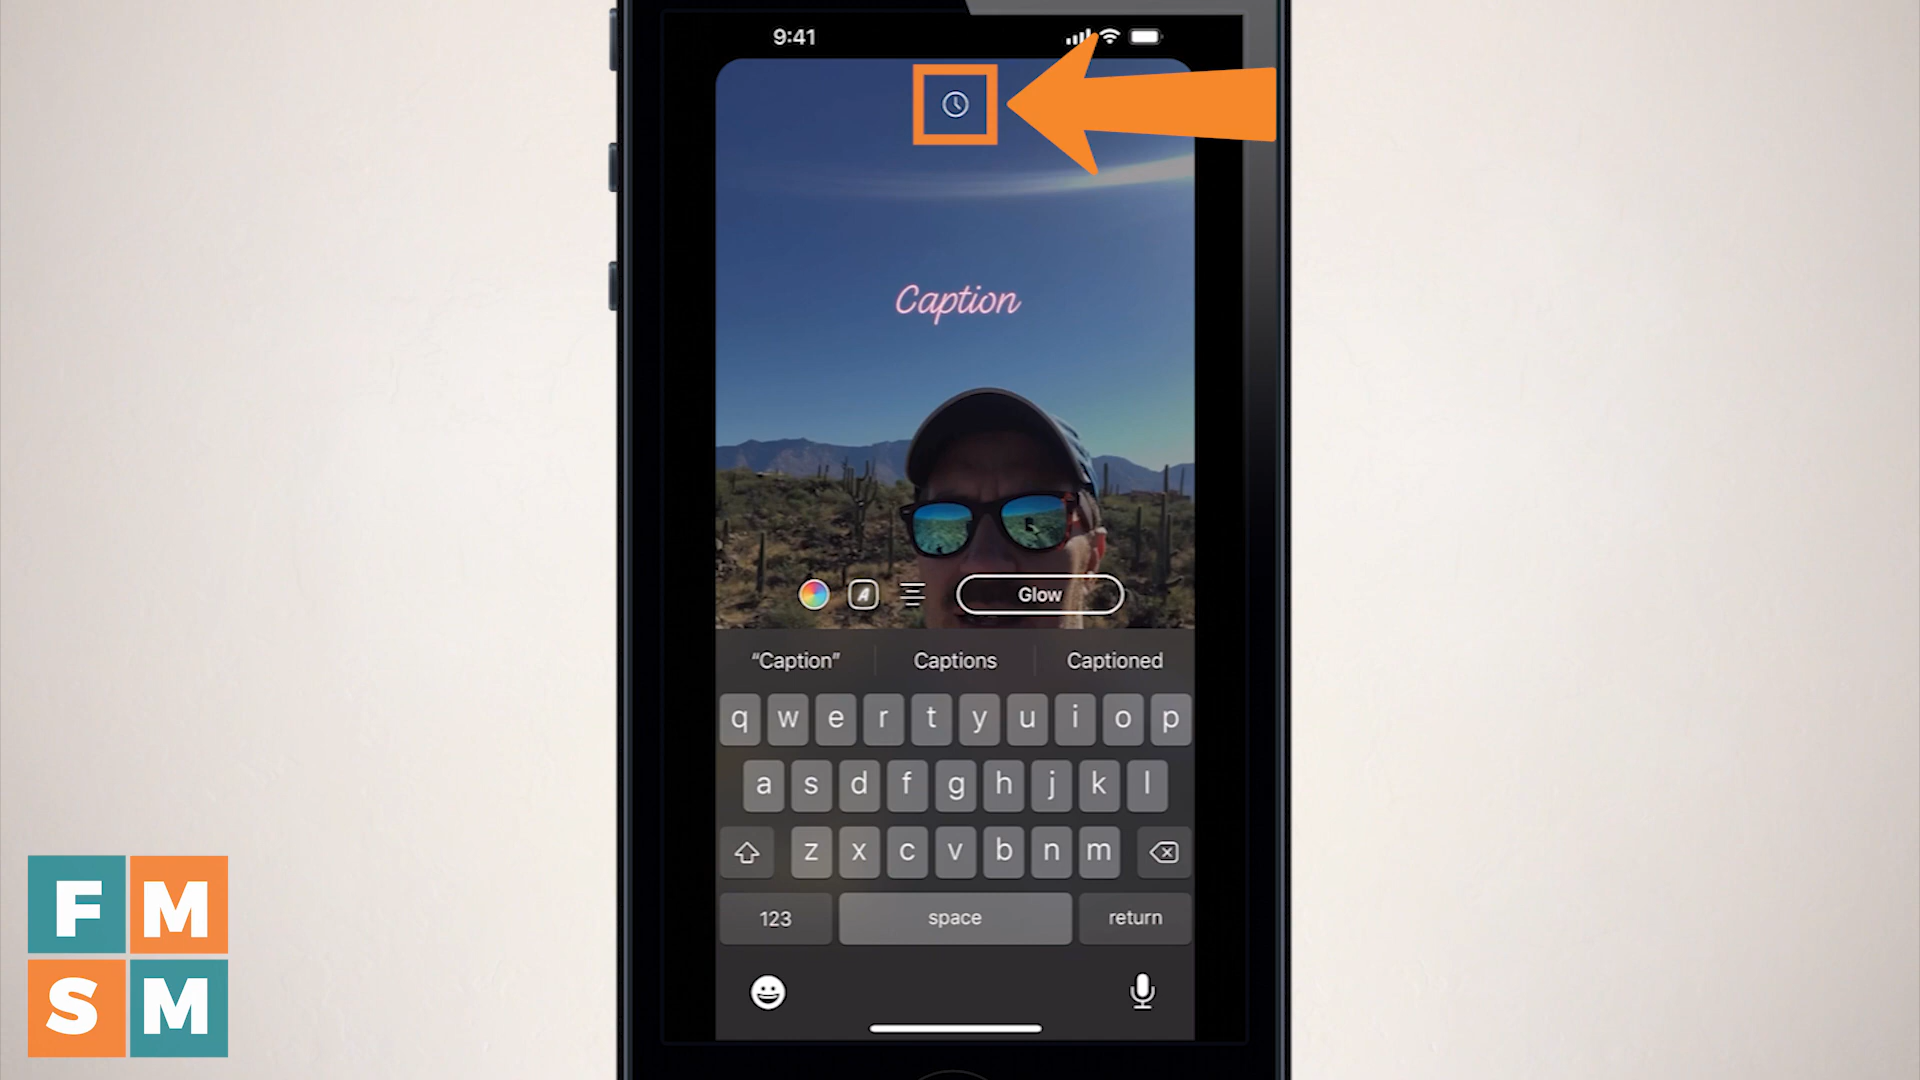 9:41
Caption
A
Glow
“Caption” Captions Captioned
q w e r t y u i o p
a s d f g h j k l
z x c v b n m
123 space return
F M
S M